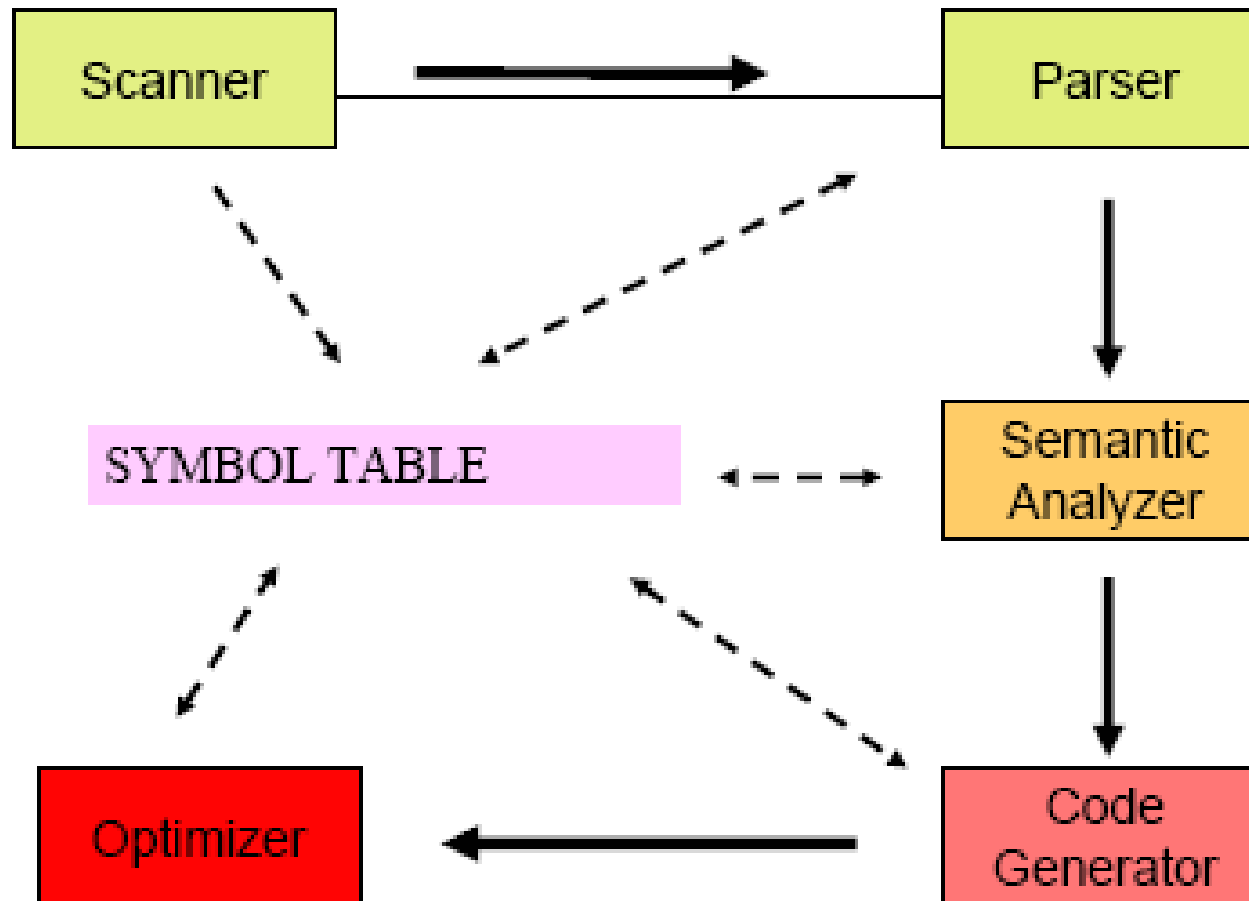 Scanner
Parser
SYMBOL TABLE
Semantic
Analyzer
Optimizer
Code
Generator